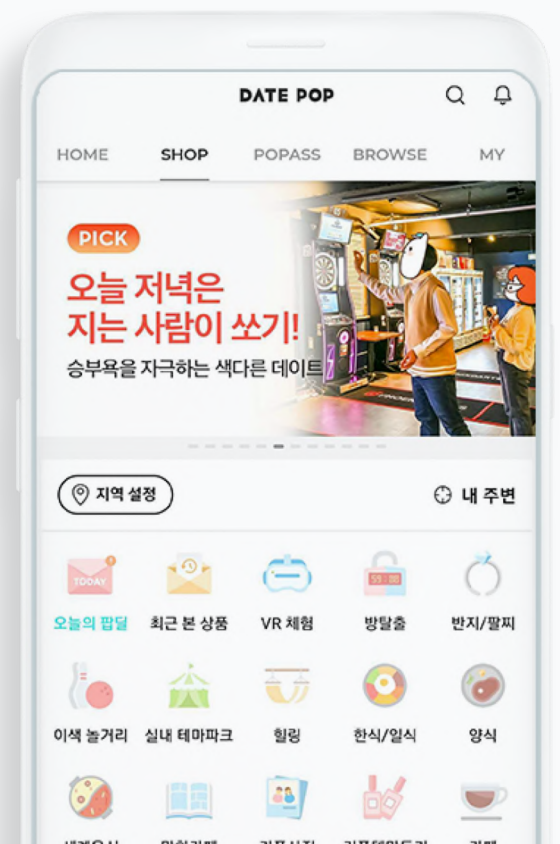 DATE POP
HOME SHOP POPASS BROWSE MY
PICK
오늘 저녁은
지는 사람이 쏘기!
승부욕을 자극하는 색다른 데이트
지역 설정 내 주변
TODAY 59:00
오늘의 팝딜 최근 본 상품 VR 체험 방탈출 반지/팔찌
이색 놀거리 실내 테마파크 힐링 한식/일식 양식